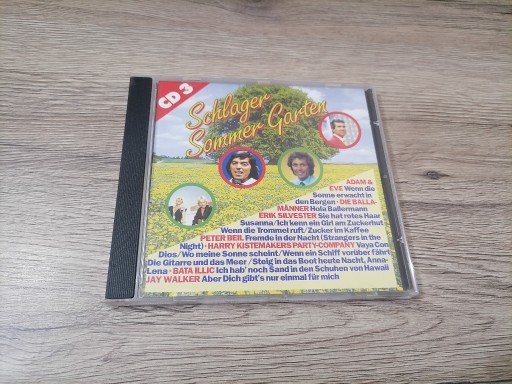 CD 3
Schlager
Sommer Garten
ADAM &
EVE Wenn die
Sonne erwacht in
den Bergen · DIE BALLA-
MÄNNER Hola Ballermann
ERIK SILVESTER Sie hat rotes Haar
Susanna/Ich kenn ein Girl am Zuckerhut
Wenn die Trommel ruft/Zucker im Kaffee
PETER BEIL Fremde in der Nacht (Strangers in the
Night) · HARRY KISTEMAKERS PARTY-COMPANY Vaya Con
Dios/Wo meine Sonne scheint/Wenn ein Schiff vorüber fährt
Die Gitarre und das Meer/Steig in das Boot heute Nacht, Anna-
Lena · BATA ILLIC Ich hab' noch Sand in den Schuhen von Hawaii
JAY WALKER Aber Dich gibt's nur einmal für mich